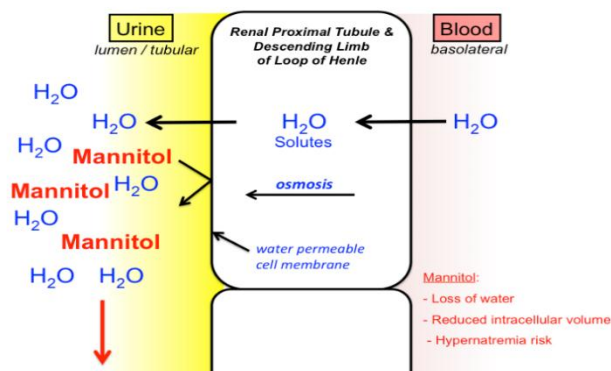 Urine
lumen / tubular
Renal Proximal Tubule &
Descending Limb
of Loop of Henle
Blood
basolateral
H₂O
H₂O
H₂O
Solutes
H₂O
H₂O
Mannitol
Mannitol
H₂O
osmosis
H₂O
Mannitol
water permeable
cell membrane
H₂O
H₂O
Mannitol:
- Loss of water
- Reduced intracellular volume
- Hypernatremia risk